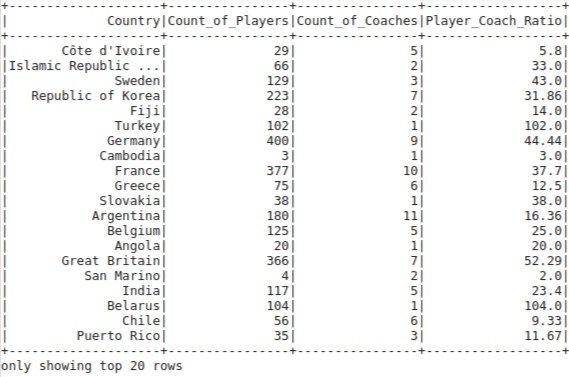 +--------------------+----------------+----------------+------------------+
|             Country|Count_of_Players|Count_of_Coaches|Player_Coach_Ratio|
+--------------------+----------------+----------------+------------------+
|       Côte d'Ivoire|              29|               5|               5.8|
|Islamic Republic ...|              66|               2|              33.0|
|              Sweden|             129|               3|              43.0|
|   Republic of Korea|             223|               7|             31.86|
|                Fiji|              28|               2|              14.0|
|              Turkey|             102|               1|             102.0|
|             Germany|             400|               9|             44.44|
|            Cambodia|               3|               1|               3.0|
|              France|             377|              10|              37.7|
|              Greece|              75|               6|              12.5|
|            Slovakia|              38|               1|              38.0|
|           Argentina|             180|              11|             16.36|
|             Belgium|             125|               5|              25.0|
|              Angola|              20|               1|              20.0|
|       Great Britain|             366|               7|             52.29|
|          San Marino|               4|               2|               2.0|
|               India|             117|               5|              23.4|
|             Belarus|             104|               1|             104.0|
|               Chile|              56|               6|              9.33|
|         Puerto Rico|              35|               3|             11.67|
+--------------------+----------------+----------------+------------------+
only showing top 20 rows